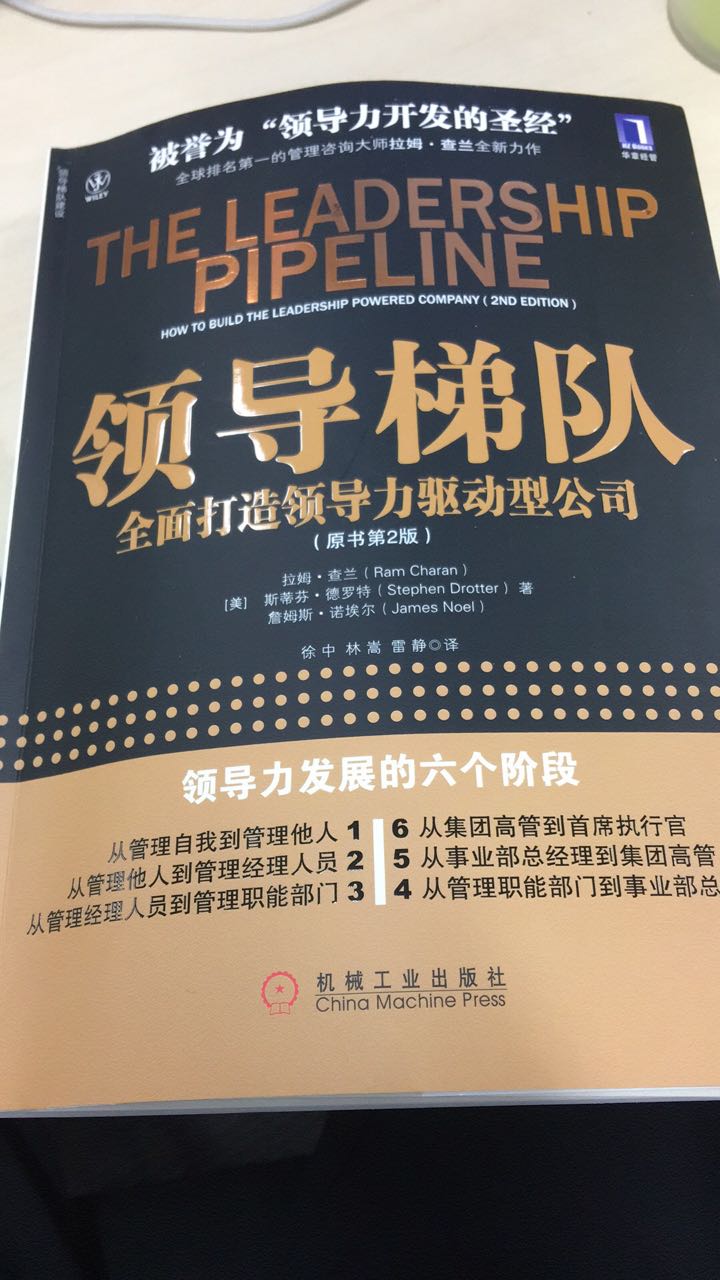 被誉为“领导力开发的圣经”
全球排名第一的管理咨询大师拉姆·查兰全新力作
WILEY
HZ BOOKS
华章经管
THE LEADERSHIP
PIPELINE
HOW TO BUILD THE LEADERSHIP POWERED COMPANY ( 2ND EDITION )
领导梯队
全面打造领导力驱动型公司
（原书第2版）
拉姆·查兰（Ram Charan）
[美] 斯蒂芬·德罗特（Stephen Drotter）著
詹姆斯·诺埃尔（James Noel）
徐中 林嵩 雷静◎译
领导力发展的六个阶段
从管理自我到管理他人 1
从管理他人到管理经理人员 2
从管理经理人员到管理职能部门 3
6 从集团高管到首席执行官
5 从事业部总经理到集团高管
4 从管理职能部门到事业部总
机械工业出版社
China Machine Press